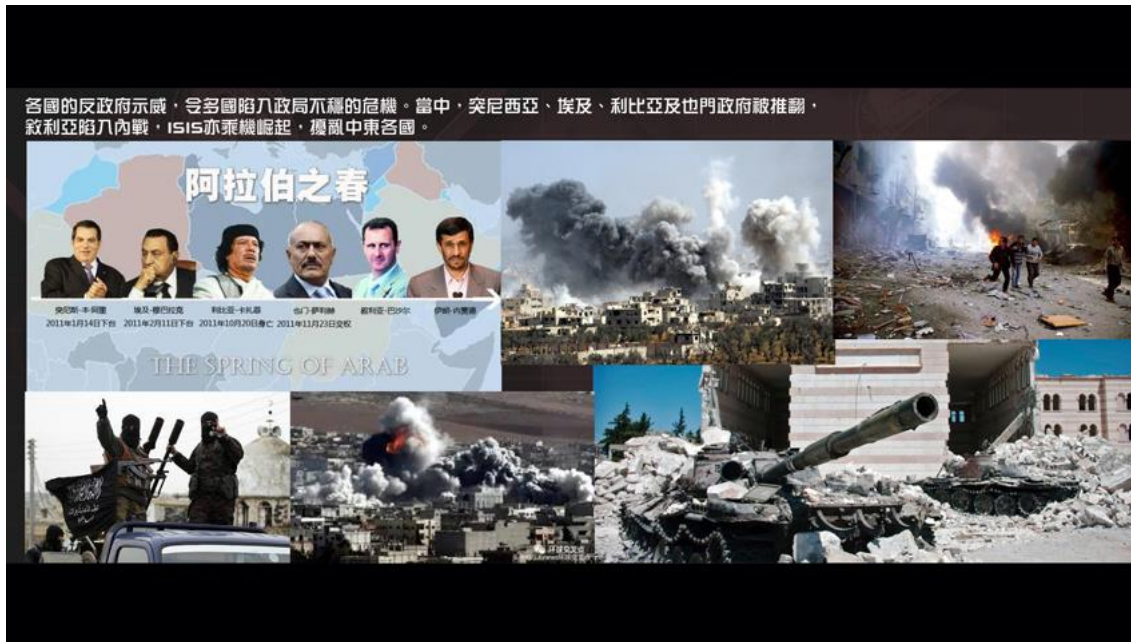 各國的反政府示威，令多國陷入政局不穩的危機。當中，突尼西亞、埃及、利比亞及也門政府被推翻，
敘利亞陷入內戰，ISIS亦乘機崛起，擾亂中東各國。
阿拉伯之春
突尼斯-本·阿里
埃及-穆巴拉克
利比亚-卡扎菲
也门-萨利赫
叙利亚-巴沙尔
伊朗-内贾德
2011年1月14日下台
2011年2月11日下台
2011年10月20日身亡
2011年11月23日交权
THE SPRING OF ARAB